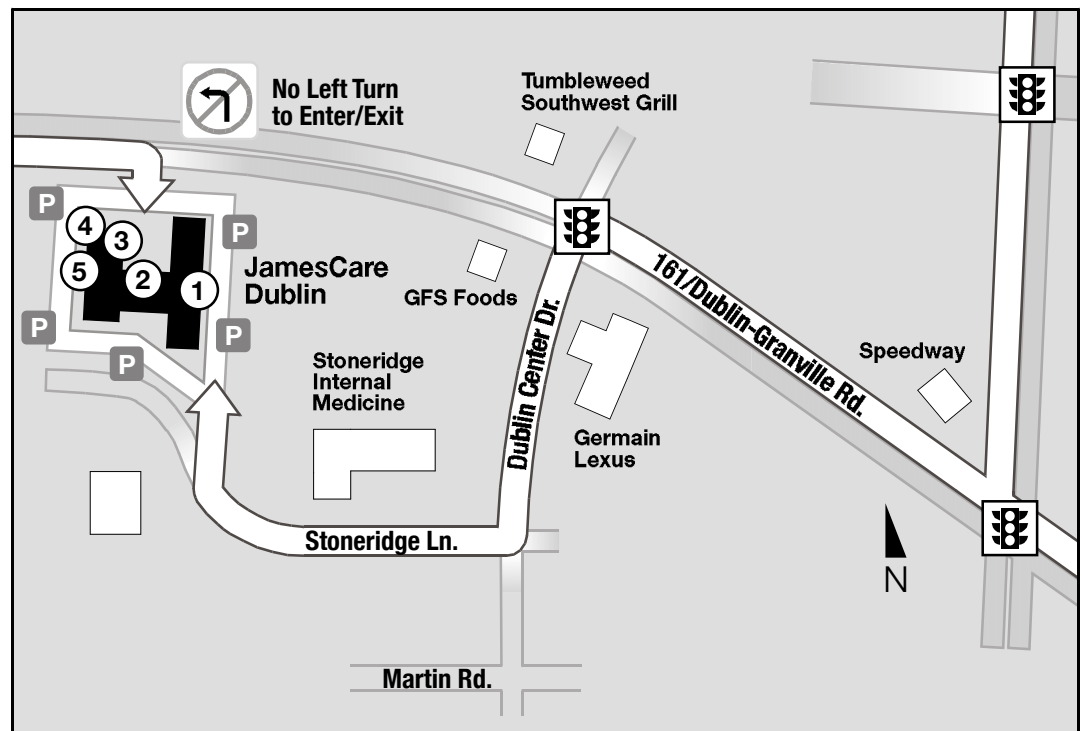 No Left Turn
to Enter/Exit
Tumbleweed
Southwest Grill
P
P
4
3
5
2
1
JamesCare
Dublin
GFS Foods
161/Dublin-Granville Rd.
P
P
P
Dublin Center Dr.
Speedway
Stoneridge
Internal
Medicine
Germain
Lexus
Stoneridge Ln.
N
Martin Rd.